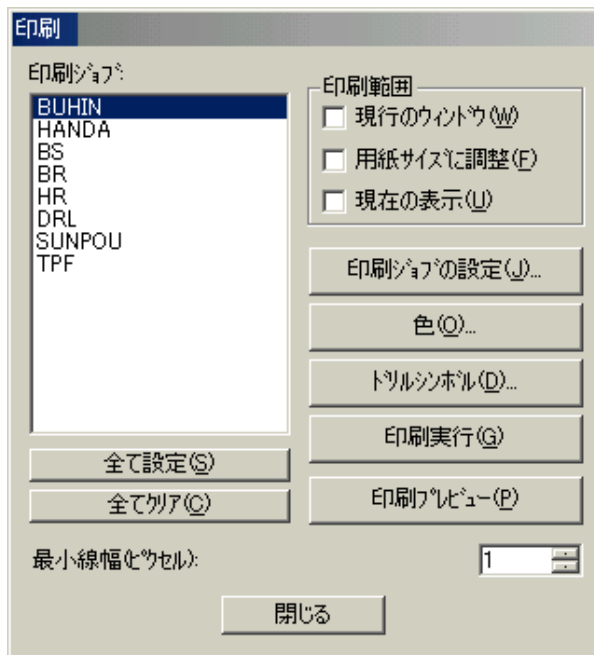 印刷
印刷ｼﾞｮﾌﾞ:
BUHIN
HANDA
BS
BR
HR
DRL
SUNPOU
TPF
全て設定(S)
全てｸﾘｱ(C)
印刷範囲
現行のｳｨﾝﾄﾞｳ(W)
用紙ｻｲｽﾞに調整(F)
現在の表示(U)
印刷ｼﾞｮﾌﾞの設定(J)...
色(O)...
ﾄﾞﾘﾙｼﾝﾎﾞﾙ(D)...
印刷実行(G)
印刷ﾌﾟﾚﾋﾞｭｰ(P)
最小線幅(ﾋﾟｸｾﾙ):
1
閉じる